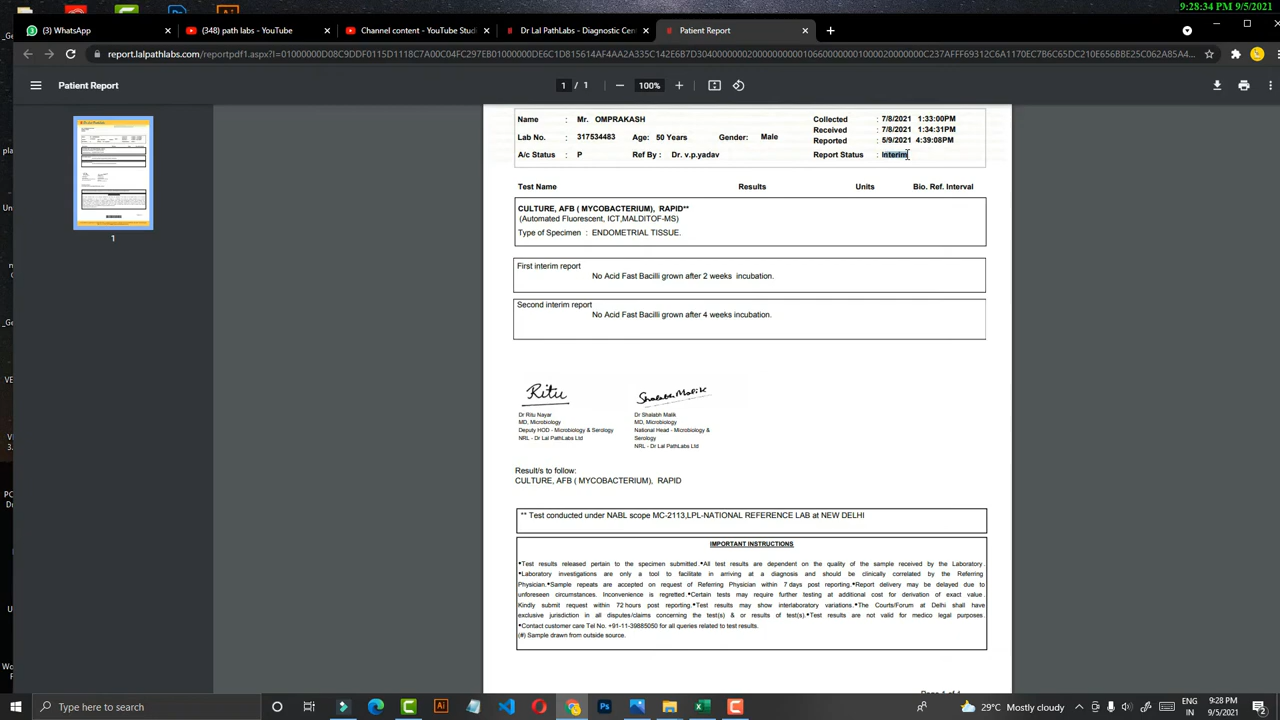 9:28:34 PM 9/5/2021
(3) WhatsApp
(348) path labs - YouTube
Channel content - YouTube Studi
Dr Lal PathLabs - Diagnostic Cen
Patient Report
Patient Report
1 / 1
100%
1
Name : Mr. OMPRAKASH
Collected : 7/8/2021 1:33:00PM
Received : 7/8/2021 1:34:31PM
Lab No. : 317534483 Age: 50 Years Gender: Male
Reported : 5/9/2021 4:39:08PM
A/c Status : P Ref By : Dr. v.p.yadav
Report Status : Interim
Test Name Results Units Bio. Ref. Interval
CULTURE, AFB ( MYCOBACTERIUM), RAPID**
(Automated Fluorescent, ICT,MALDITOF-MS)
Type of Specimen : ENDOMETRIAL TISSUE.
First interim report
No Acid Fast Bacilli grown after 2 weeks incubation.
Second interim report
No Acid Fast Bacilli grown after 4 weeks incubation.
Ritu
Shalabh Malik
Dr Ritu Nayar
MD, Microbiology
Deputy HOD - Microbiology & Serology
NRL - Dr Lal PathLabs Ltd
Dr Shalabh Malik
MD, Microbiology
National Head - Microbiology &
Serology
NRL - Dr Lal PathLabs Ltd
Result/s to follow:
CULTURE, AFB ( MYCOBACTERIUM), RAPID
** Test conducted under NABL scope MC-2113,LPL-NATIONAL REFERENCE LAB at NEW DELHI
IMPORTANT INSTRUCTIONS
•Test results released pertain to the specimen submitted.•All test results are dependent on the quality of the sample received by the Laboratory .
•Laboratory investigations are only a tool to facilitate in arriving at a diagnosis and should be clinically correlated by the Referring
Physician.•Sample repeats are accepted on request of Referring Physician within 7 days post reporting.•Report delivery may be delayed due to
unforeseen circumstances. Inconvenience is regretted.•Certain tests may require further testing at additional cost for derivation of exact value.
Kindly submit request within 72 hours post reporting.•Test results may show interlaboratory variations.•The Courts/Forum at Delhi shall have
exclusive jurisdiction in all disputes/claims concerning the test(s) & or results of test(s).•Test results are not valid for medico legal purposes.
•Contact customer care Tel No. +91-11-39885050 for all queries related to test results.
(#) Sample drawn from outside source.
Type here to search
29°C Mostly cloudy
ENG
IN
9:28 PM
9/5/2021